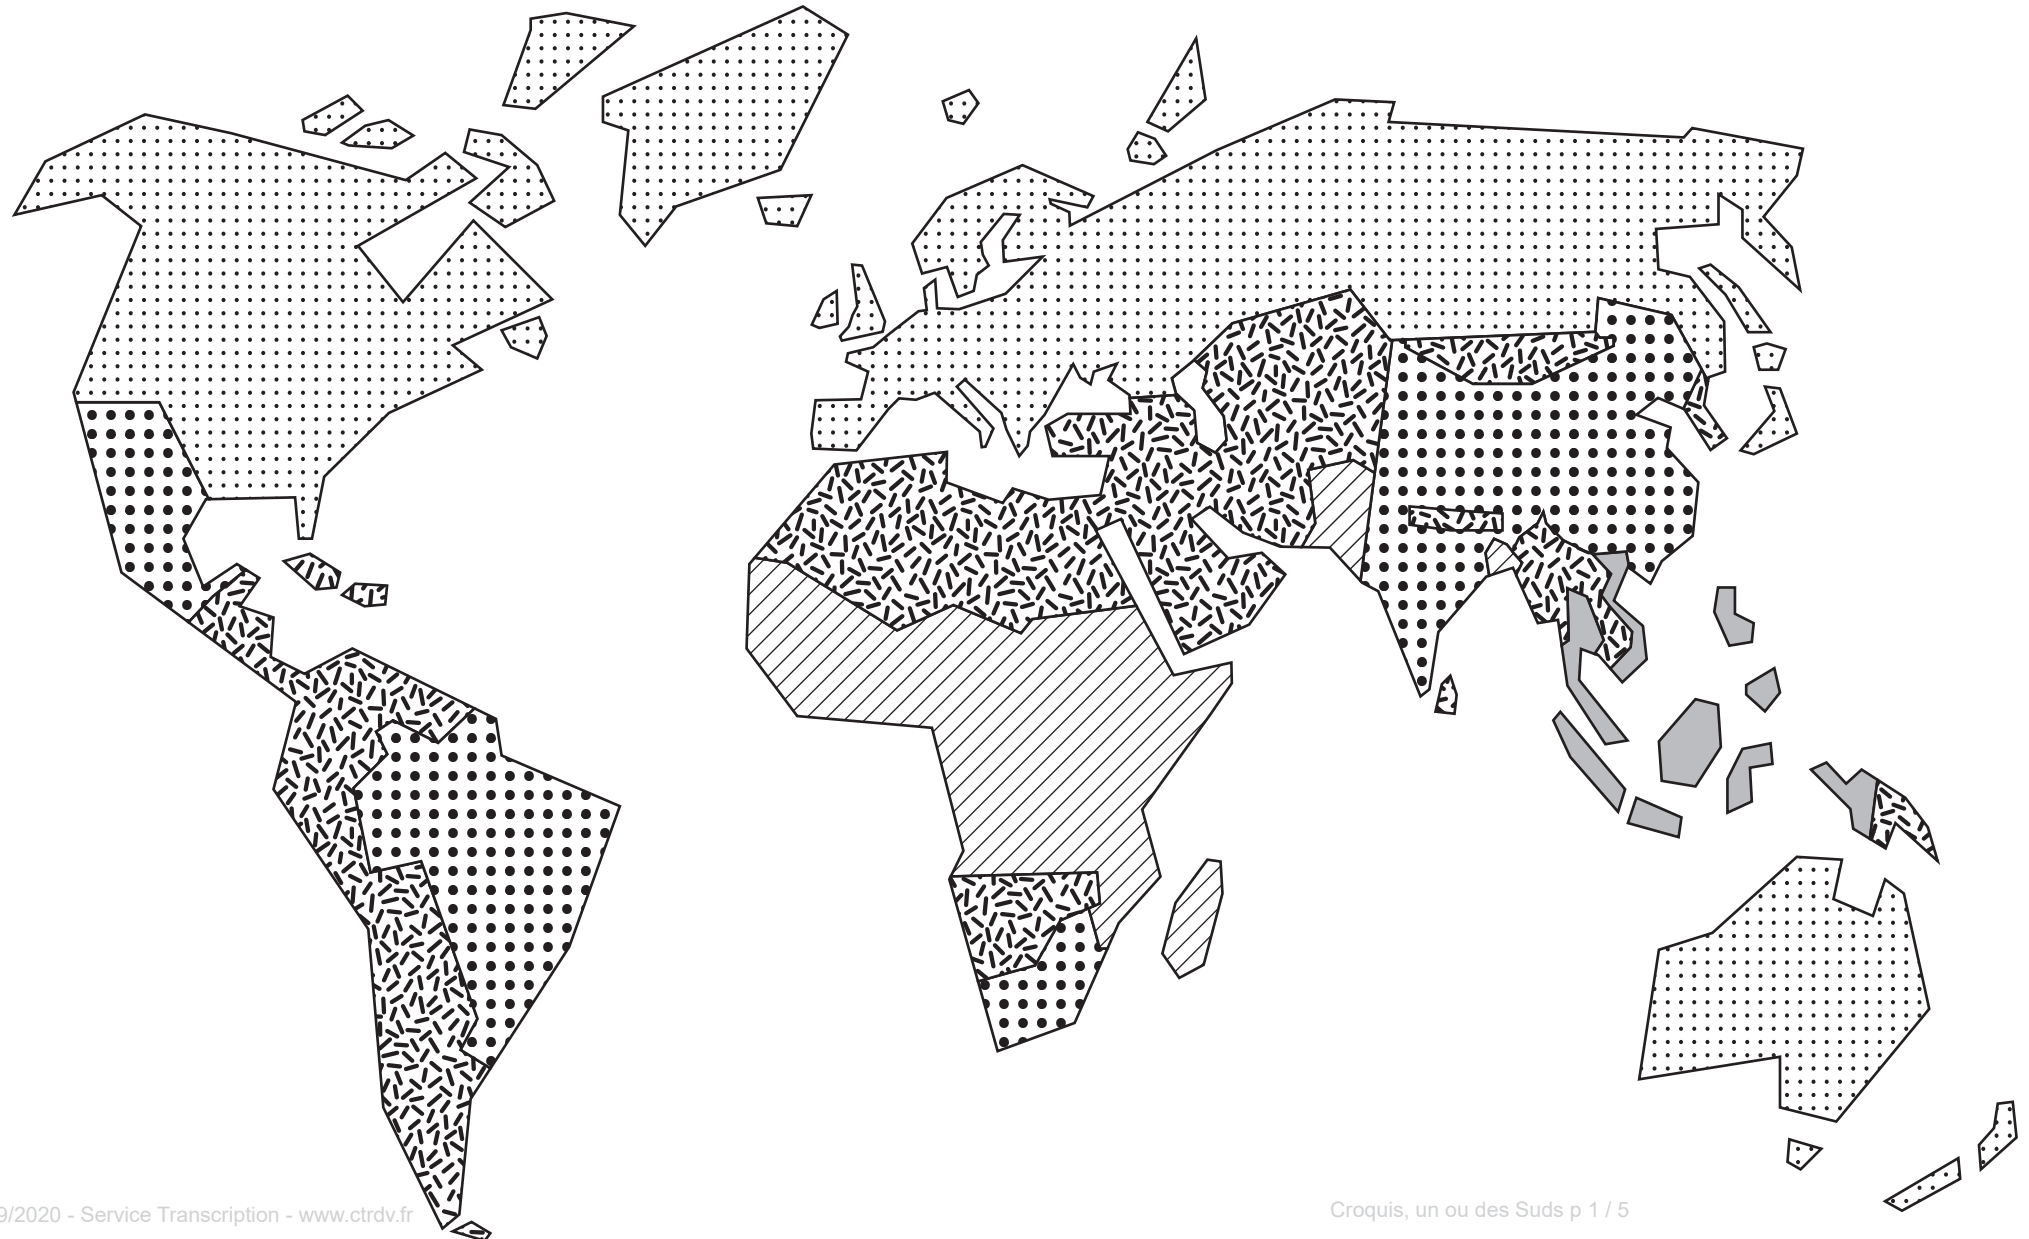 9/2020 - Service Transcription - www.ctrdv.fr
Croquis, un ou des Suds p 1 / 5